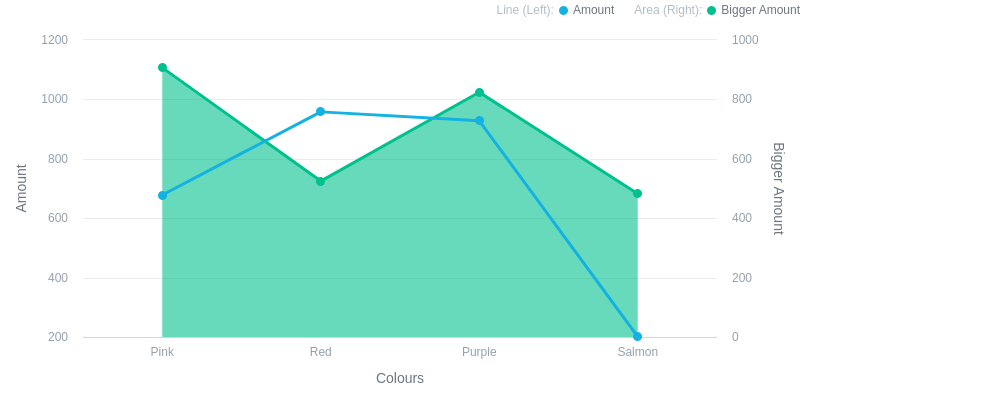 Line (Left): Amount Area (Right): Bigger Amount
1200 1000
1000 800
800 600
600 400
400 200
200 0
Amount
Bigger Amount
Pink Red Purple Salmon
Colours